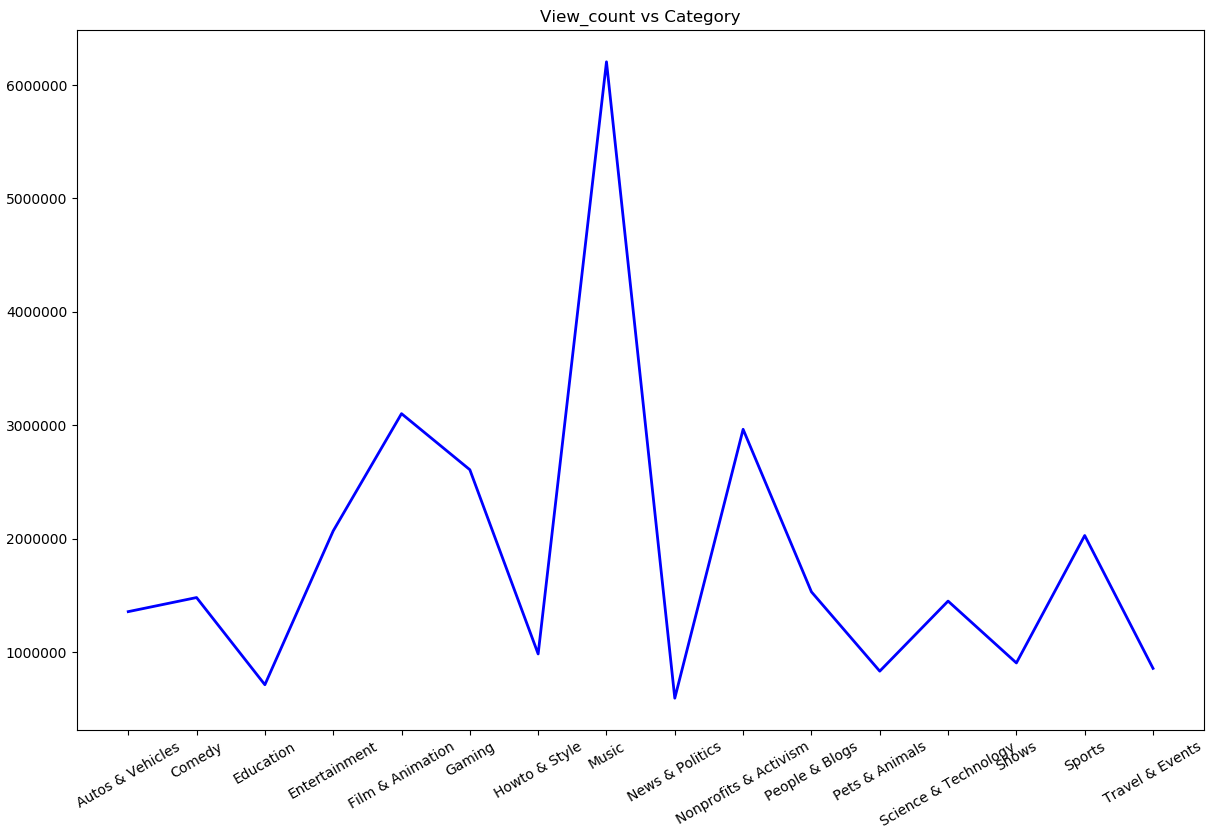 View_count vs Category
6000000
5000000
4000000
3000000
2000000
1000000
Autos & Vehicles
Comedy
Education
Entertainment
Film & Animation
Gaming
Howto & Style
Music
News & Politics
Nonprofits & Activism
People & Blogs
Pets & Animals
Science & Technology
Shows
Sports
Travel & Events